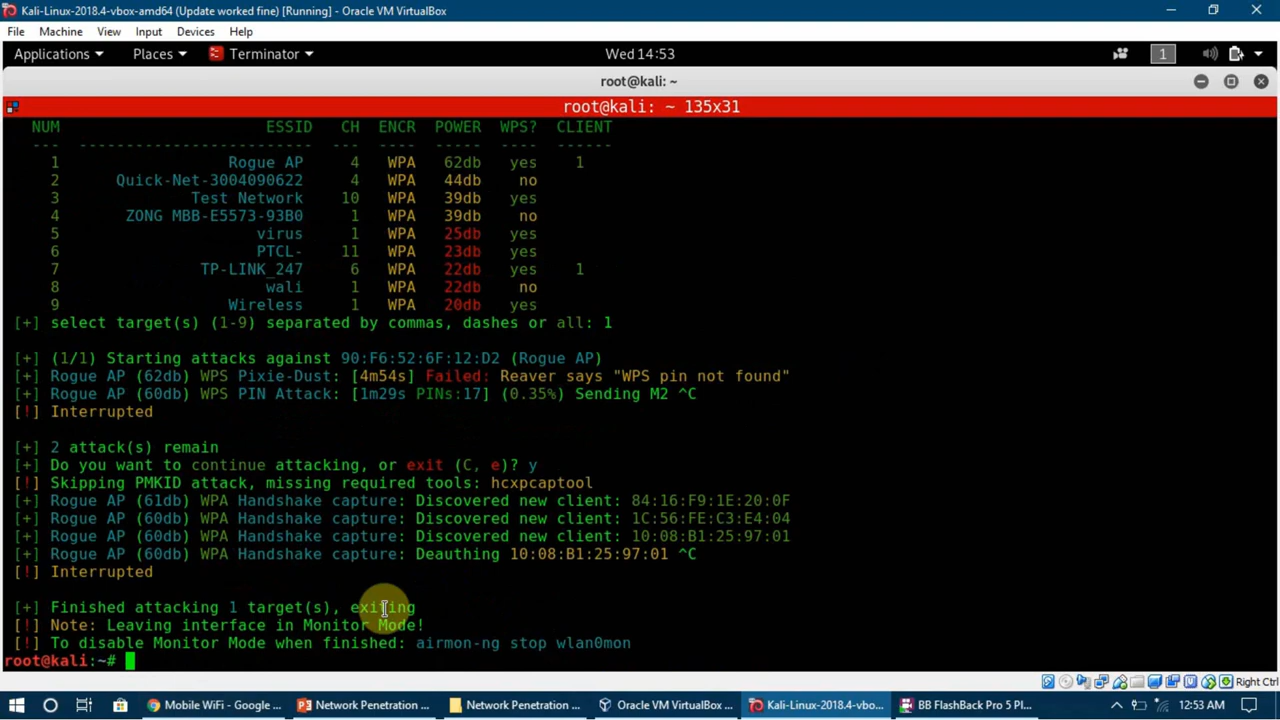 Kali-Linux-2018.4-vbox-amd64 (Update worked fine) [Running] - Oracle VM VirtualBox
File Machine View Input Devices Help
Applications Places Terminator Wed 14:53 1
root@kali: ~
root@kali: ~ 135x31
NUM ESSID CH ENCR POWER WPS? CLIENT
--- ------------------------- --- ---- ----- ---- ------
1 Rogue AP 4 WPA 62db yes 1
2 Quick-Net-3004090622 4 WPA 44db no
3 Test Network 10 WPA 39db yes
4 ZONG MBB-E5573-93B0 1 WPA 39db no
5 virus 1 WPA 25db yes
6 PTCL- 11 WPA 23db yes
7 TP-LINK_247 6 WPA 22db yes 1
8 wali 1 WPA 22db no
9 Wireless 1 WPA 20db yes
[+] select target(s) (1-9) separated by commas, dashes or all: 1
[+] (1/1) Starting attacks against 90:F6:52:6F:12:D2 (Rogue AP)
[+] Rogue AP (62db) WPS Pixie-Dust: [4m54s] Failed: Reaver says "WPS pin not found"
[+] Rogue AP (60db) WPS PIN Attack: [1m29s PINs:17] (0.35%) Sending M2 ^C
[!] Interrupted
[+] 2 attack(s) remain
[+] Do you want to continue attacking, or exit (C, e)? y
[!] Skipping PMKID attack, missing required tools: hcxpcaptool
[+] Rogue AP (61db) WPA Handshake capture: Discovered new client: 84:16:F9:1E:20:0F
[+] Rogue AP (60db) WPA Handshake capture: Discovered new client: 1C:56:FE:C3:E4:04
[+] Rogue AP (60db) WPA Handshake capture: Discovered new client: 10:08:B1:25:97:01
[+] Rogue AP (60db) WPA Handshake capture: Deauthing 10:08:B1:25:97:01 ^C
[!] Interrupted
[+] Finished attacking 1 target(s), exiting
[!] Note: Leaving interface in Monitor Mode!
[!] To disable Monitor Mode when finished: airmon-ng stop wlan0mon
root@kali:~#
Right Ctrl
Mobile WiFi - Google ... Network Penetration ... Network Penetration ... Oracle VM VirtualBox ... Kali-Linux-2018.4-vbo... BB FlashBack Pro 5 Pl... 12:53 AM